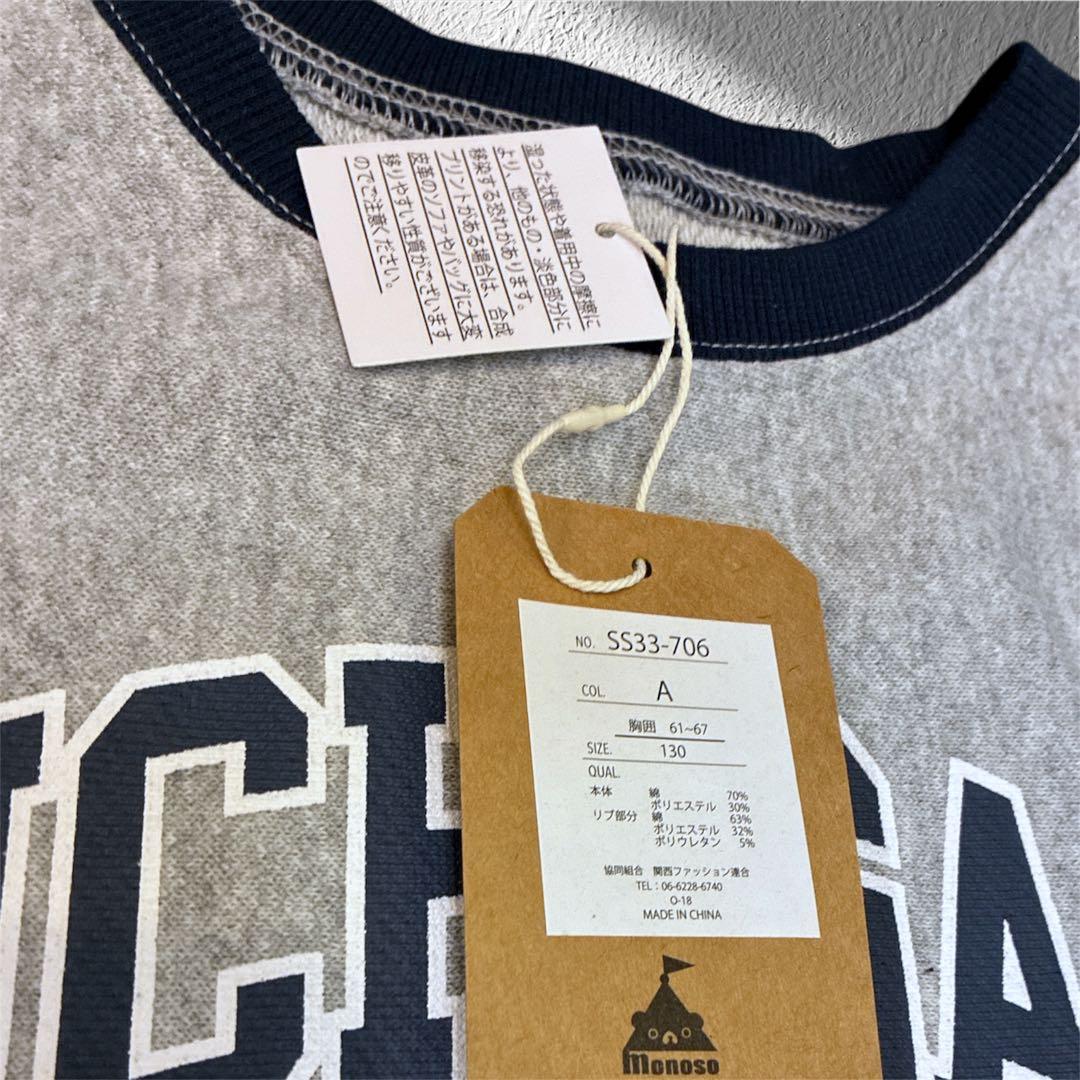 湿った状態や着用中の摩擦に
より、他のもの・淡色部分に
移染する恐れがあります。
プリントがある場合は、合成
皮革のソファやバッグに大変
移りやすい性質がございます
のでご注意ください。
NO. SS33-706
COL. A
胸囲 61~67
SIZE. 130
QUAL.
本体 綿 70%
ポリエステル 30%
リブ部分 綿 63%
ポリエステル 32%
ポリウレタン 5%
協同組合 関西ファッション連合
TEL:06-6228-6740
O-18
MADE IN CHINA
monoso